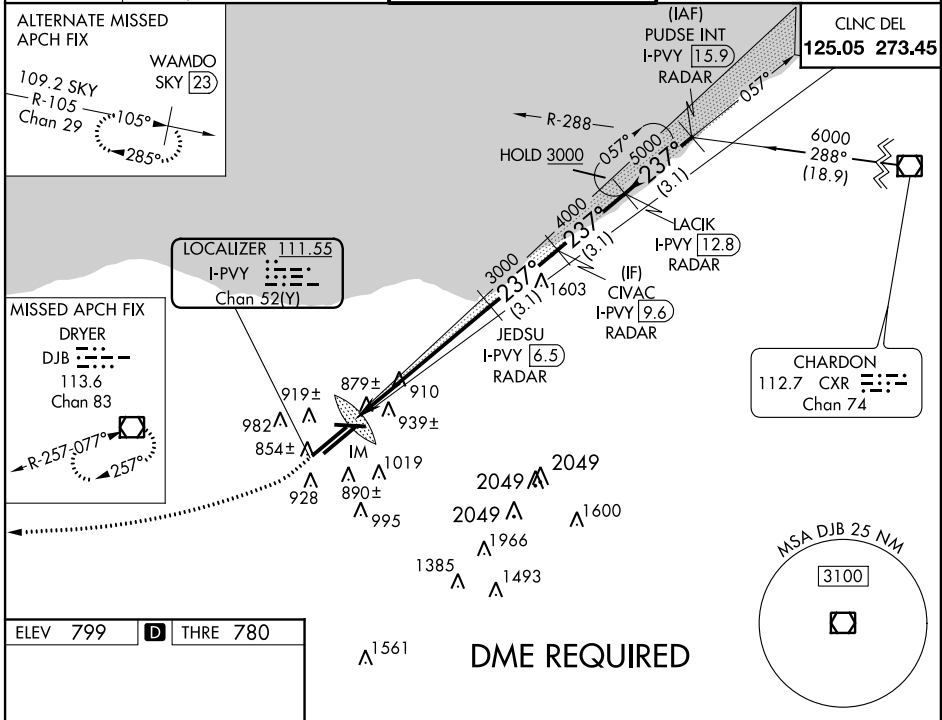 ALTERNATE MISSED
APCH FIX
WAMDO
SKY 23
109.2 SKY
R-105
Chan 29
105°
285°
(IAF)
PUDSE INT
I-PVY 15.9
RADAR
CLNC DEL
125.05 273.45
057°
R-288
057°
HOLD 3000
5000
237°
(3.1)
6000
288°
(18.9)
4000
237°
(3.1)
LACIK
I-PVY 12.8
RADAR
LOCALIZER 111.55
I-PVY
Chan 52(Y)
3000
237°
(3.1)
1603
(IF)
CIVAC
I-PVY 9.6
RADAR
JEDSU
I-PVY 6.5
RADAR
MISSED APCH FIX
DRYER
DJB
113.6
Chan 83
R-257
077°
257°
CHARDON
112.7 CXR
Chan 74
879±
910
919±
982
939±
854±
IM
1019
928
890±
995
2049
2049
2049
1600
1966
1385
1493
MSA DJB 25 NM
3100
ELEV 799 D THRE 780
1561
DME REQUIRED